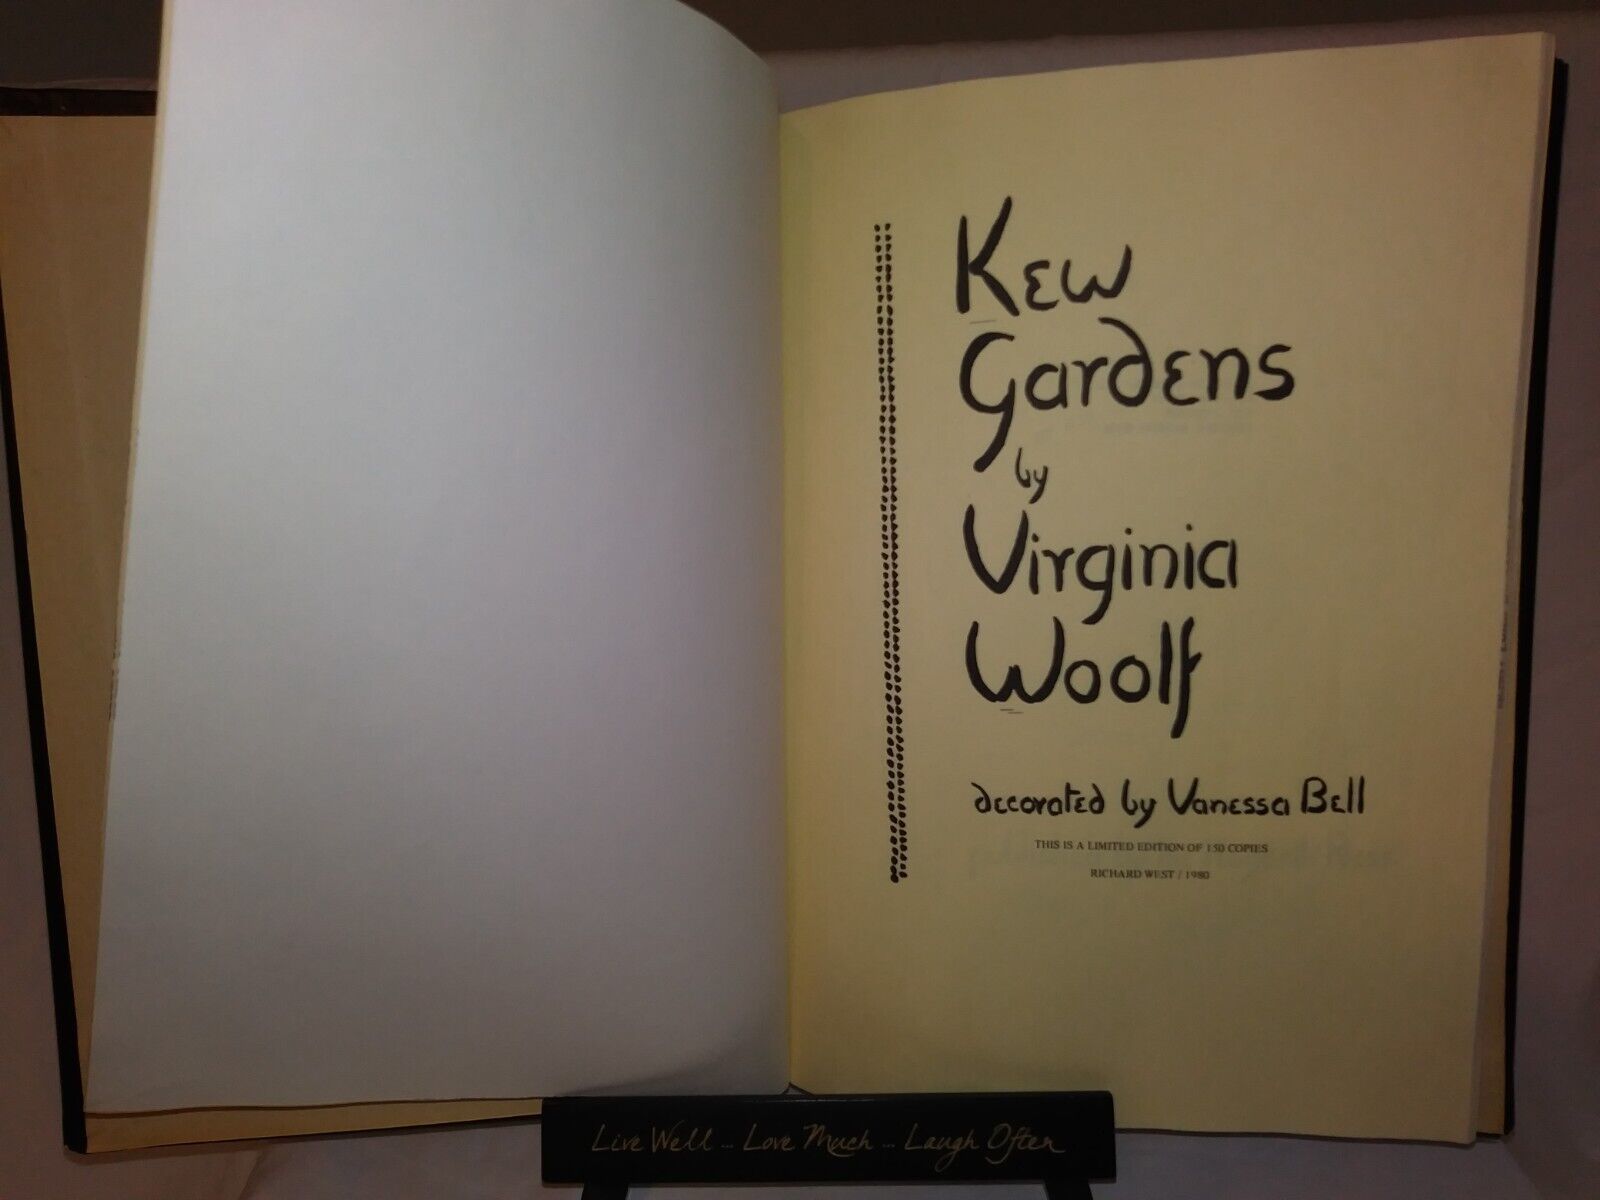 Kew
Gardens
by
Virginia
Woolf
decorated by Vanessa Bell
THIS IS A LIMITED EDITION OF 150 COPIES
RICHARD WEST / 1980
Live Well ... Love Much ... Laugh Often